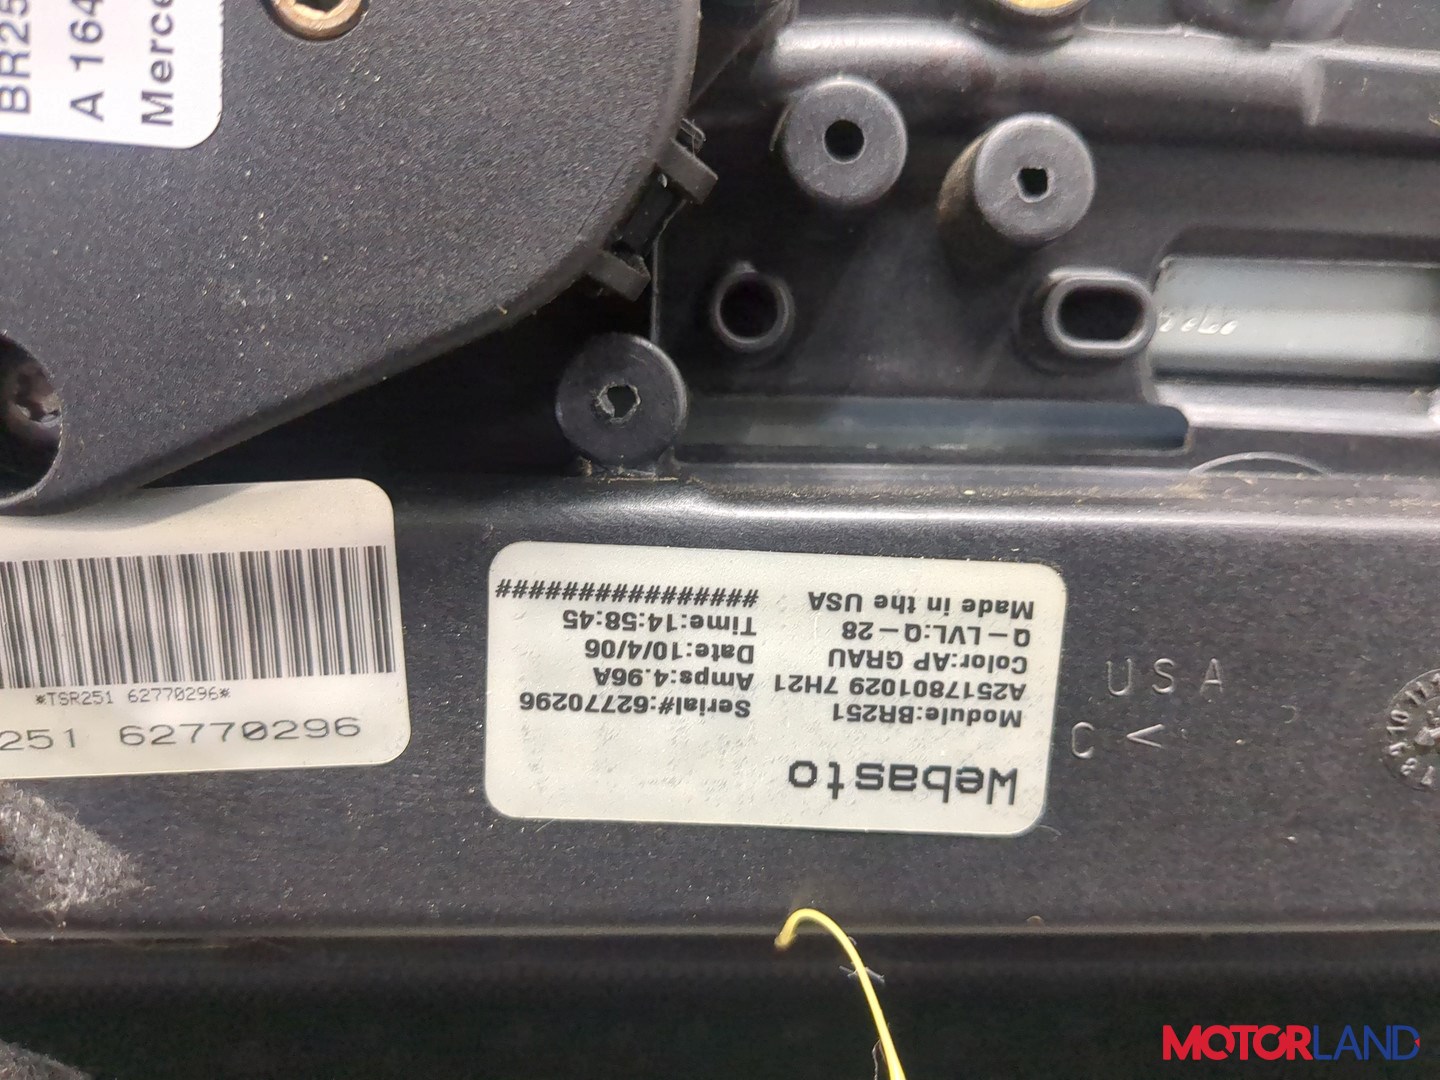 BR25
A 164
Merce
*TSR251 62770296*
251 62770296
Webasto
Module:BR251
A2517801029 7H21
Color:AP GRAU
Q-LVL:Q-28
Made in the USA
Serial#:62770296
Amps:4.96A
Date:10/4/06
Time:14:58:45
################
USA
C <
MOTORLAND